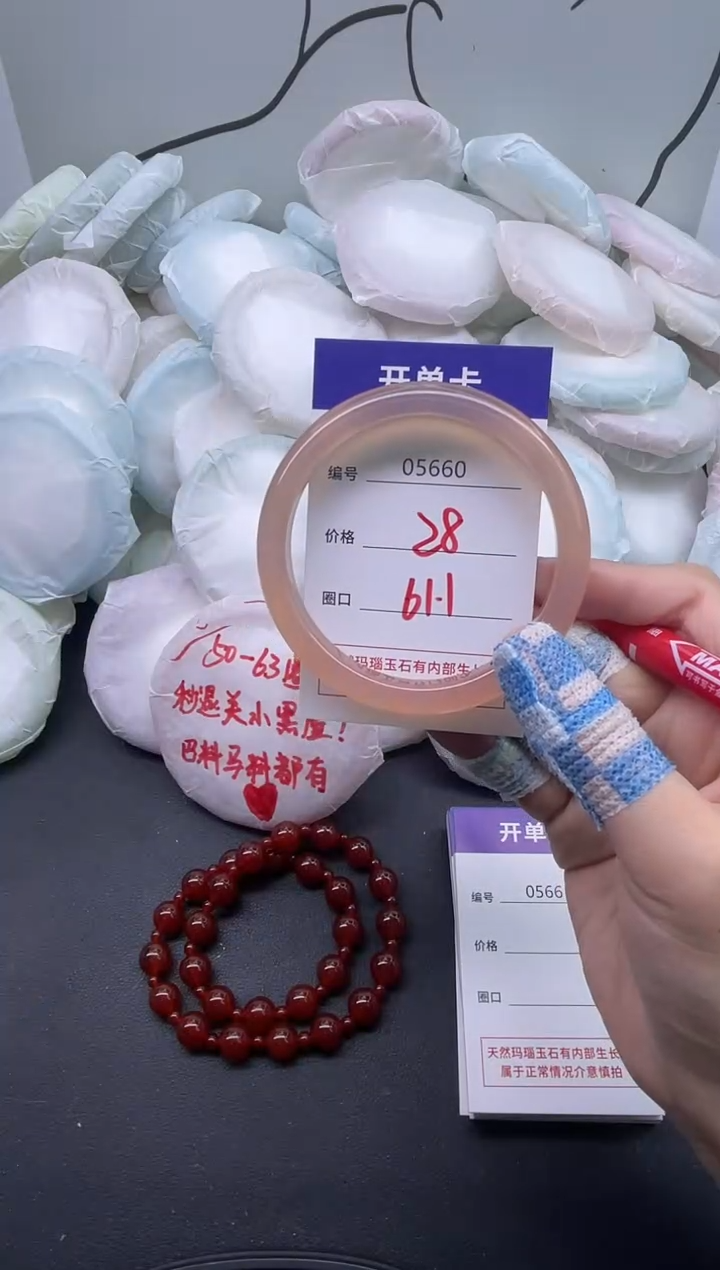 开单卡
编号 05660
价格 28
圈口 61.1
玛瑙玉石有内部生
50-63
秒退关小黑屋!
巴料马料都有
开单
编号 0566
价格
圈口
天然玛瑙玉石有内部生长
属于正常情况介意慎拍